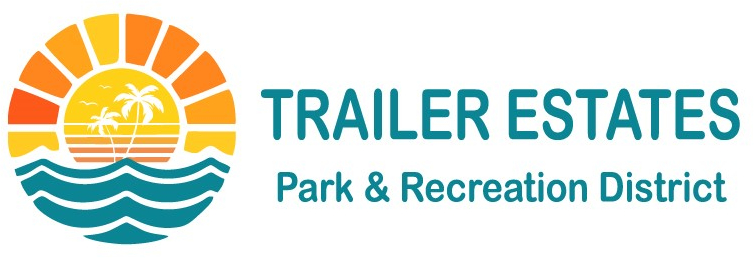 TRAILER ESTATES
Park & Recreation District